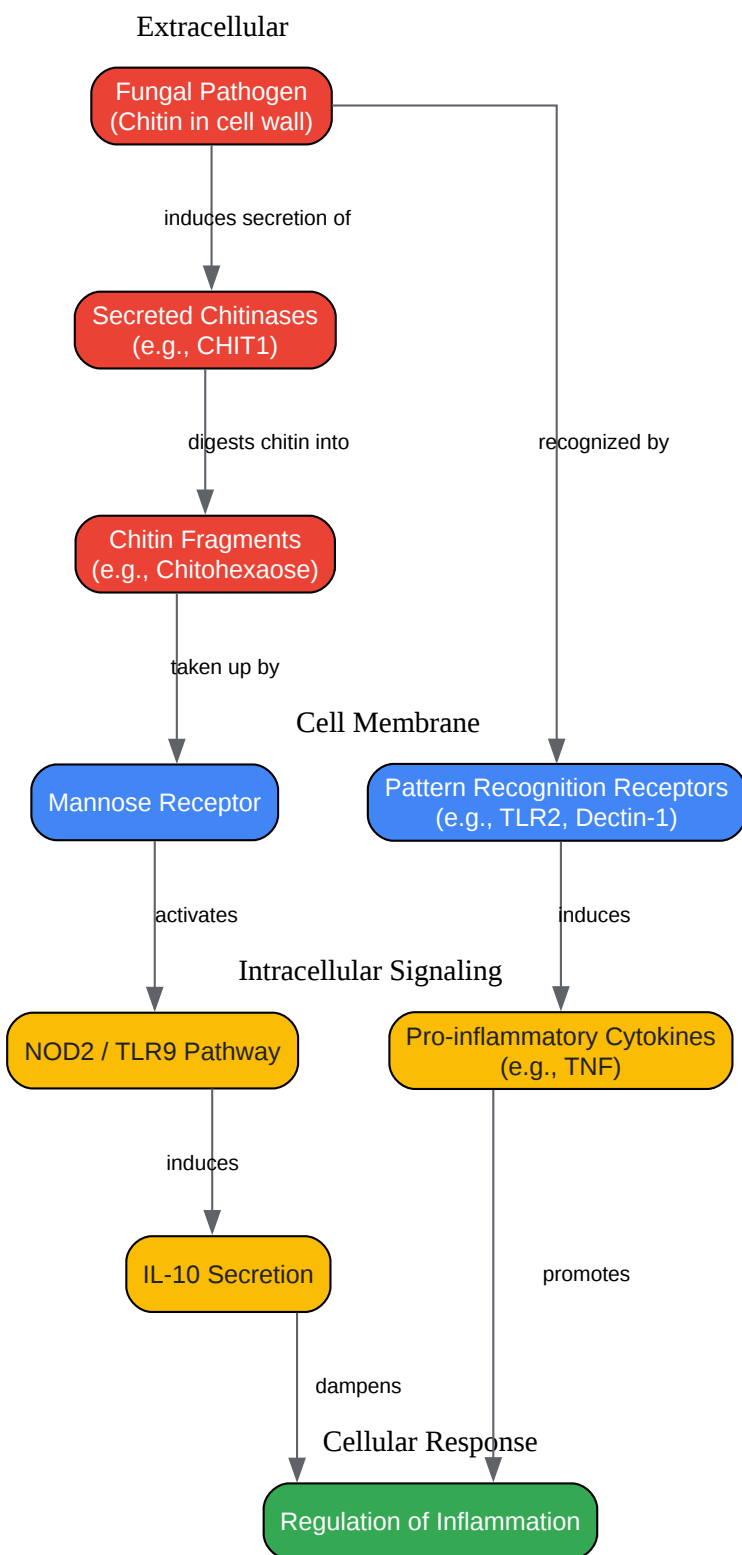 Extracellular
Fungal Pathogen
(Chitin in cell wall)
induces secretion of
Secreted Chitinases
(e.g., CHIT1)
digests chitin into
recognized by
Chitin Fragments
(e.g., Chitohexaose)
taken up by
Cell Membrane
Mannose Receptor
Pattern Recognition Receptors
(e.g., TLR2, Dectin-1)
activates
induces
Intracellular Signaling
NOD2 / TLR9 Pathway
Pro-inflammatory Cytokines
(e.g., TNF)
induces
IL-10 Secretion
promotes
dampens
Cellular Response
Regulation of Inflammation